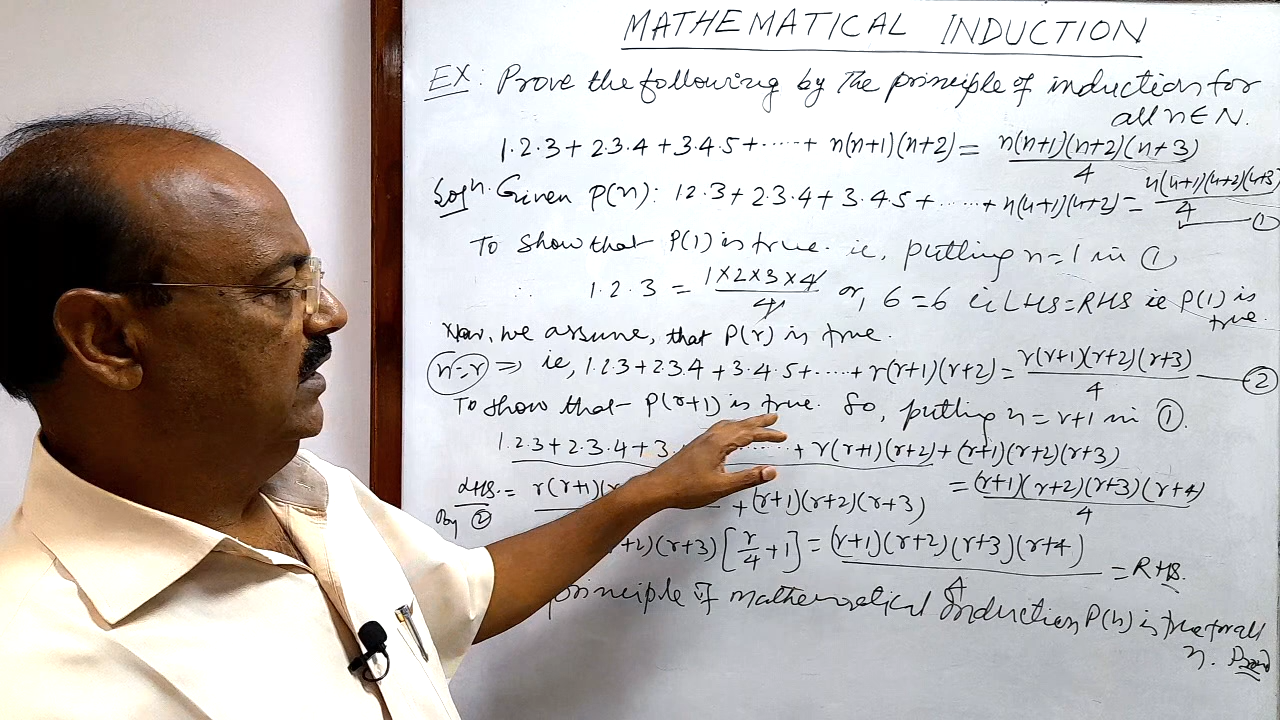 MATHEMATICAL INDUCTION
EX: Prove the following by the principle of induction for
all n∈N.
1.2.3+2.3.4+3.4.5+.....+n(n+1)(n+2)= n(n+1)(n+2)(n+3)/4
Solⁿ. Given P(n): 12.3+2.3.4+3.4.5+.....+n(n+1)(n+2)= n(n+1)(n+2)(n+3)/4 —①
To show that P(1) is true. ie, putting n=1 in ①
∴ 1.2.3 = 1×2×3×4/4 or, 6=6 ie LHS=RHS ie P(1) is
true.
Now, we assume, that P(r) is true.
n=r ⇒ ie, 1.2.3+2.3.4+3.4.5+.....+r(r+1)(r+2)= r(r+1)(r+2)(r+3)/4 —②
To show that P(r+1) is true. So, putting n=r+1 in ①.
1.2.3+2.3.4+3. ..... +r(r+1)(r+2)+(r+1)(r+2)(r+3)
= (r+1)(r+2)(r+3)(r+4)/4
LHS = r(r+1)(r +(r+1)(r+2)(r+3)
By ②
r+2)(r+3)[r/4+1]= (r+1)(r+2)(r+3)(r+4)/4 = RHS.
principle of mathematical Induction P(n) is true for all
n. Proved